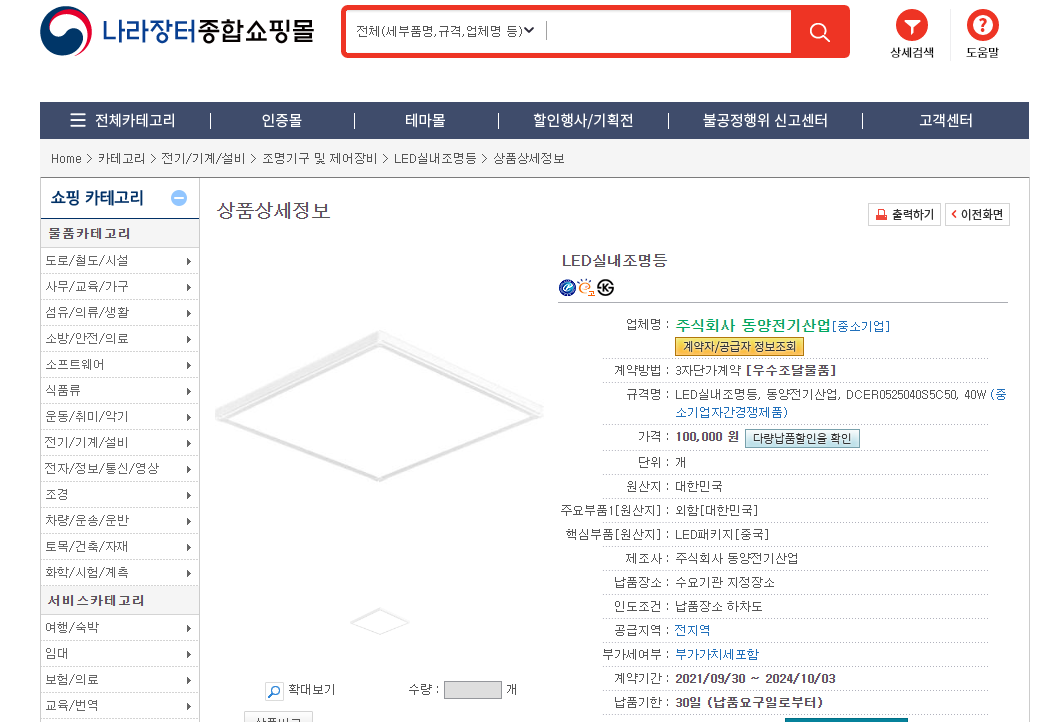 나라장터종합쇼핑몰
전체(세부품명,규격,업체명 등)
상세검색
도움말
전체카테고리
인증몰
테마몰
할인행사/기획전
불공정행위 신고센터
고객센터
Home > 카테고리 > 전기/기계/설비 > 조명기구 및 제어장비 > LED실내조명등 > 상품상세정보
쇼핑 카테고리
물품카테고리
도로/철도/시설
사무/교육/가구
섬유/의류/생활
소방/안전/의료
소프트웨어
식품류
운동/취미/악기
전기/기계/설비
전자/정보/통신/영상
조경
차량/운송/운반
토목/건축/자재
화학/시험/계측
서비스카테고리
여행/숙박
임대
보험/의료
교육/번역
상품상세정보
출력하기
이전화면
확대보기
수량 : 개
상품비교
LED실내조명등
업체명 : 주식회사 동양전기산업[중소기업]
계약자/공급자 정보조회
계약방법 : 3자단가계약 [우수조달물품]
규격명 : LED실내조명등, 동양전기산업, DCER0525040S5C50, 40W (중
소기업자간경쟁제품)
가격 : 100,000 원 다량납품할인율 확인
단위 : 개
원산지 : 대한민국
주요부품1[원산지] : 외함[대한민국]
핵심부품[원산지] : LED패키지[중국]
제조사 : 주식회사 동양전기산업
납품장소 : 수요기관 지정장소
인도조건 : 납품장소 하차도
공급지역 : 전지역
부가세여부 : 부가가치세포함
계약기간 : 2021/09/30 ~ 2024/10/03
납품기한 : 30일 (납품요구일로부터)